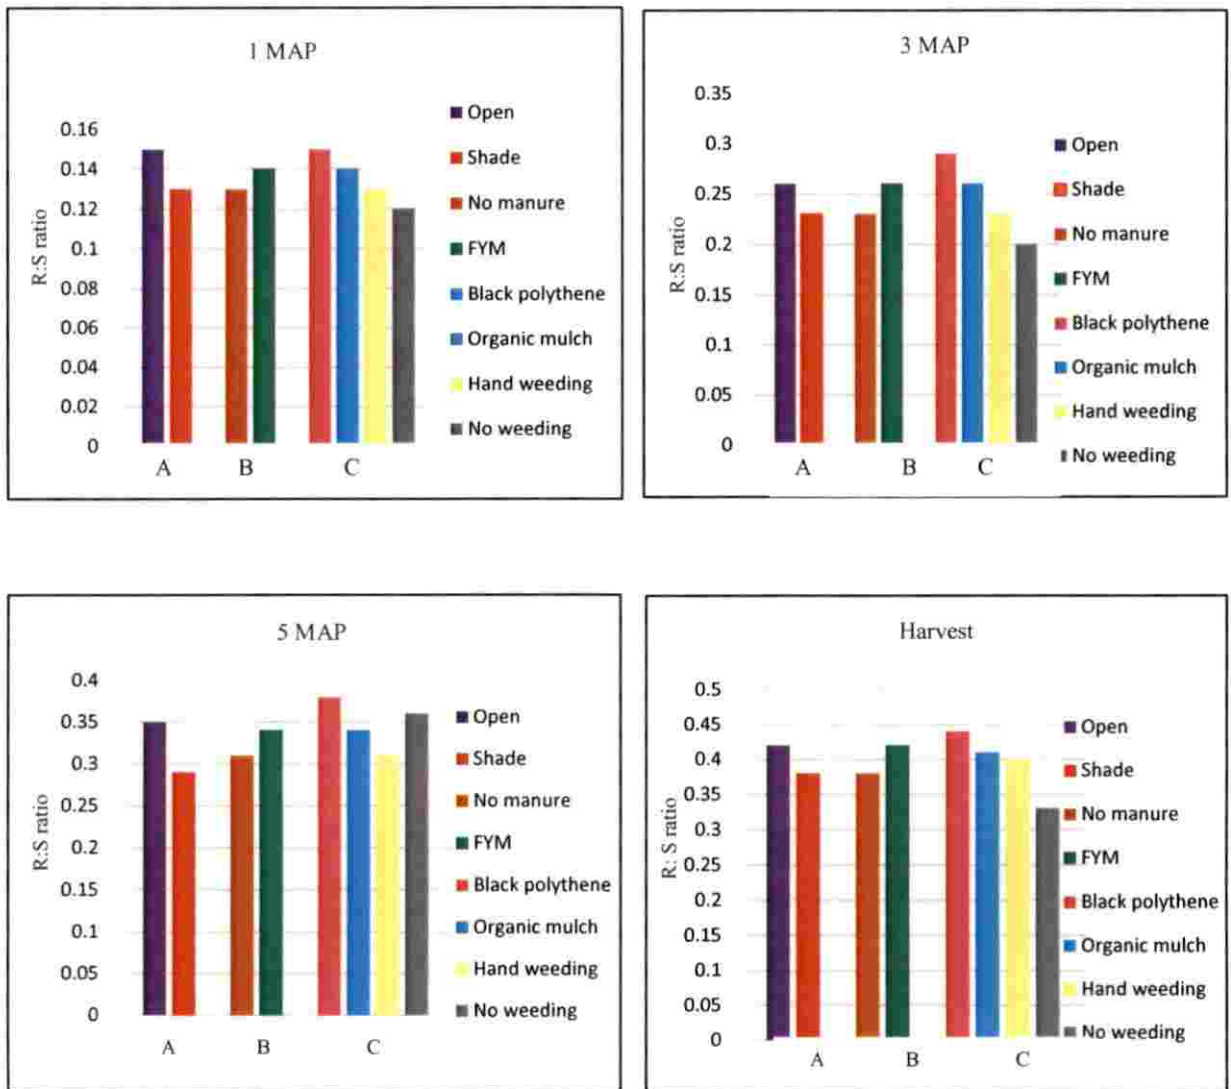 1 MAP
R:S ratio
0.16
0.14
0.12
0.1
0.08
0.06
0.04
0.02
0
A B C
Open
Shade
No manure
FYM
Black polythene
Organic mulch
Hand weeding
No weeding
3 MAP
R:S ratio
0.35
0.3
0.25
0.2
0.15
0.1
0.05
0
A B C
Open
Shade
No manure
FYM
Black polythene
Organic mulch
Hand weeding
No weeding
5 MAP
R:S ratio
0.4
0.35
0.3
0.25
0.2
0.15
0.1
0.05
0
A B C
Open
Shade
No manure
FYM
Black polythene
Organic mulch
Hand weeding
No weeding
Harvest
R: S ratio
0.5
0.45
0.4
0.35
0.3
0.25
0.2
0.15
0.1
0.05
0
A B C
Open
Shade
No manure
FYM
Black polythene
Organic mulch
Hand weeding
No weeding